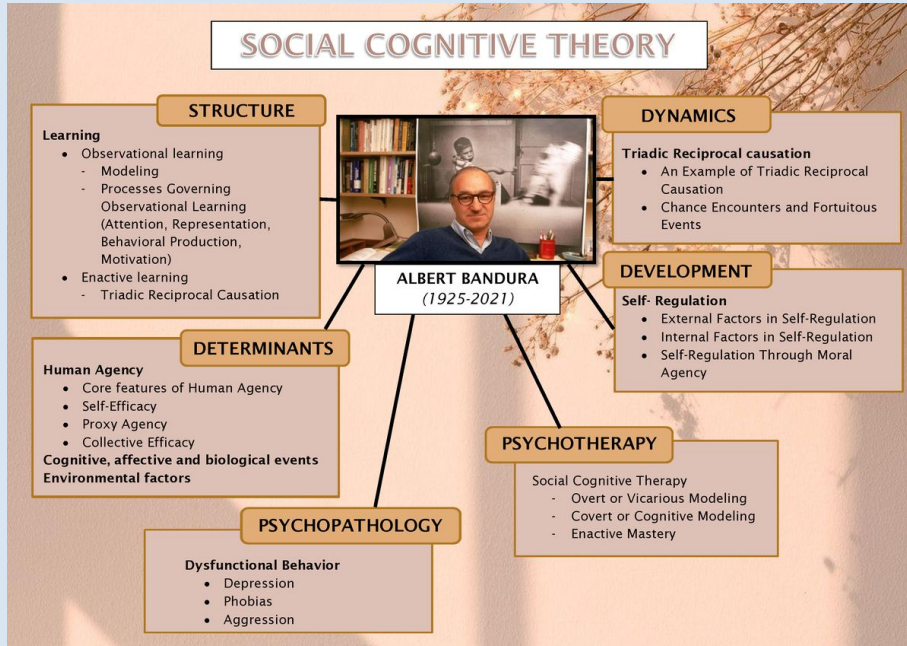 SOCIAL COGNITIVE THEORY
STRUCTURE
Learning
• Observational learning
- Modeling
- Processes Governing
Observational Learning
(Attention, Representation,
Behavioral Production,
Motivation)
• Enactive learning
- Triadic Reciprocal Causation
DYNAMICS
Triadic Reciprocal causation
• An Example of Triadic Reciprocal
Causation
• Chance Encounters and Fortuitous
Events
ALBERT BANDURA
(1925-2021)
DEVELOPMENT
Self- Regulation
• External Factors in Self-Regulation
• Internal Factors in Self-Regulation
• Self-Regulation Through Moral
Agency
DETERMINANTS
Human Agency
• Core features of Human Agency
• Self-Efficacy
• Proxy Agency
• Collective Efficacy
Cognitive, affective and biological events
Environmental factors
PSYCHOTHERAPY
Social Cognitive Therapy
- Overt or Vicarious Modeling
- Covert or Cognitive Modeling
- Enactive Mastery
PSYCHOPATHOLOGY
Dysfunctional Behavior
• Depression
• Phobias
• Aggression